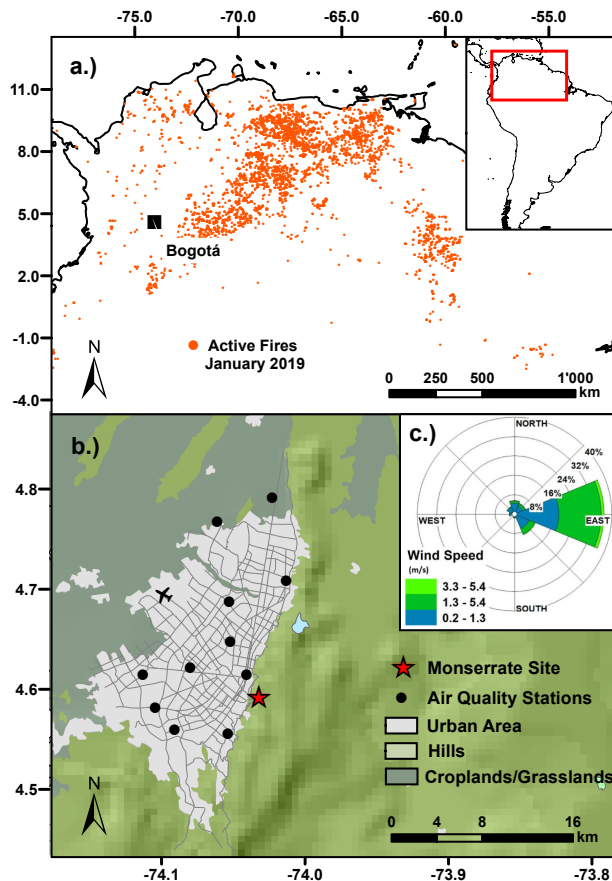 -75.0 -70.0 -65.0 -60.0 -55.0
a.)
11.0
8.0
5.0
2.0
-1.0
-4.0
Bogotá
N
Active Fires
January 2019
0 250 500 1'000
km
b.)
4.8
4.7
4.6
4.5
c.)
NORTH
40%
32%
24%
16%
8%
WEST
EAST
SOUTH
Wind Speed
(m/s)
3.3 - 5.4
1.3 - 5.4
0.2 - 1.3
Monserrate Site
Air Quality Stations
Urban Area
Hills
Croplands/Grasslands
N
0 4 8 16
km
-74.1 -74.0 -73.9 -73.8